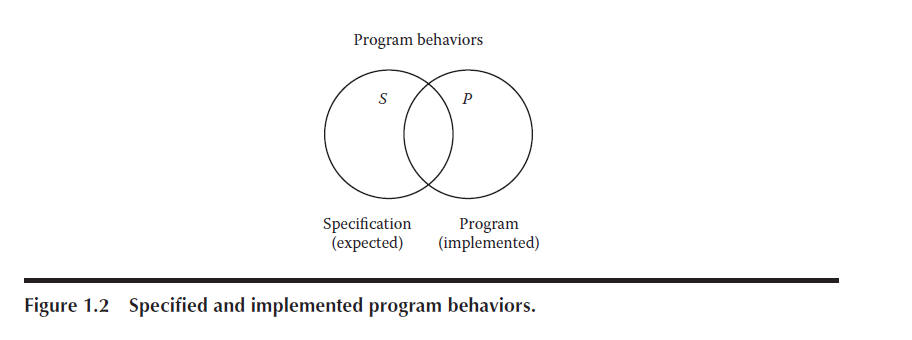 Program behaviors
S P
Specification Program
(expected) (implemented)
Figure 1.2 Specified and implemented program behaviors.